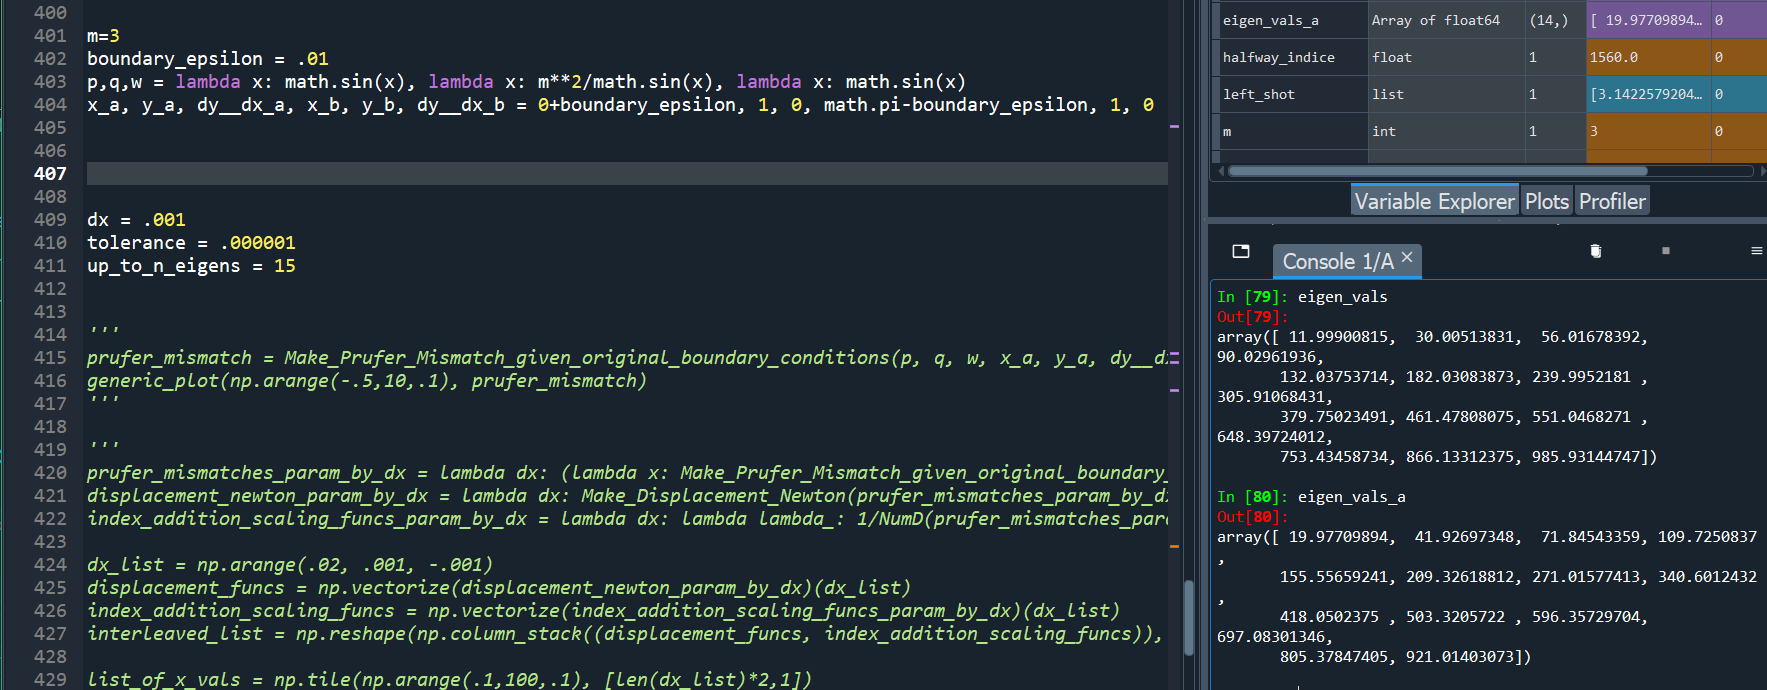 400
401 m=3
402 boundary_epsilon = .01
403 p,q,w = lambda x: math.sin(x), lambda x: m**2/math.sin(x), lambda x: math.sin(x)
404 x_a, y_a, dy__dx_a, x_b, y_b, dy__dx_b = 0+boundary_epsilon, 1, 0, math.pi-boundary_epsilon, 1, 0
405
406
407
408
409 dx = .001
410 tolerance = .000001
411 up_to_n_eigens = 15
412
413
414 '''
415 prufer_mismatch = Make_Prufer_Mismatch_given_original_boundary_conditions(p, q, w, x_a, y_a, dy__d
416 generic_plot(np.arange(-.5,10,.1), prufer_mismatch)
417 '''
418
419 '''
420 prufer_mismatches_param_by_dx = lambda dx: (lambda x: Make_Prufer_Mismatch_given_original_boundary_
421 displacement_newton_param_by_dx = lambda dx: Make_Displacement_Newton(prufer_mismatches_param_by_d
422 index_addition_scaling_funcs_param_by_dx = lambda dx: lambda lambda_: 1/NumD(prufer_mismatches_par
423
424 dx_list = np.arange(.02, .001, -.001)
425 displacement_funcs = np.vectorize(displacement_newton_param_by_dx)(dx_list)
426 index_addition_scaling_funcs = np.vectorize(index_addition_scaling_funcs_param_by_dx)(dx_list)
427 interleaved_list = np.reshape(np.column_stack((displacement_funcs, index_addition_scaling_funcs)),
428
429 list_of_x_vals = np.tile(np.arange(.1,100,.1), [len(dx_list)*2,1])
eigen_vals_a Array of float64 (14,) [ 19.97709894… 0
halfway_indice float 1 1560.0 0
left_shot list 1 [3.1422579204… 0
m int 1 3 0
Variable Explorer Plots Profiler
Console 1/A ×
In [79]: eigen_vals
Out[79]:
array([ 11.99900815,  30.00513831,  56.01678392,
90.02961936,
132.03753714, 182.03083873, 239.9952181 ,
305.91068431,
379.75023491, 461.47808075, 551.0468271 ,
648.39724012,
753.43458734, 866.13312375, 985.93144747])
In [80]: eigen_vals_a
Out[80]:
array([ 19.97709894,  41.92697348,  71.84543359, 109.7250837
,
155.55659241, 209.32618812, 271.01577413, 340.6012432
,
418.0502375 , 503.3205722 , 596.35729704,
697.08301346,
805.37847405, 921.01403073])